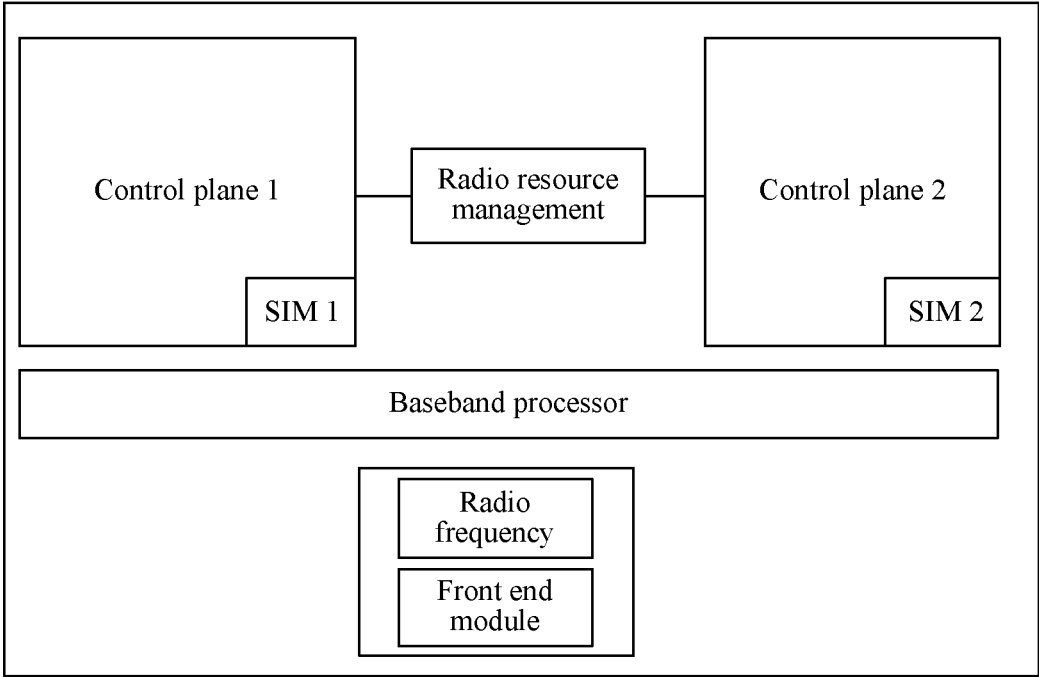 Control plane 1
Radio resource
management
Control plane 2
SIM 1
SIM 2
Baseband processor
Radio
frequency
Front end
module